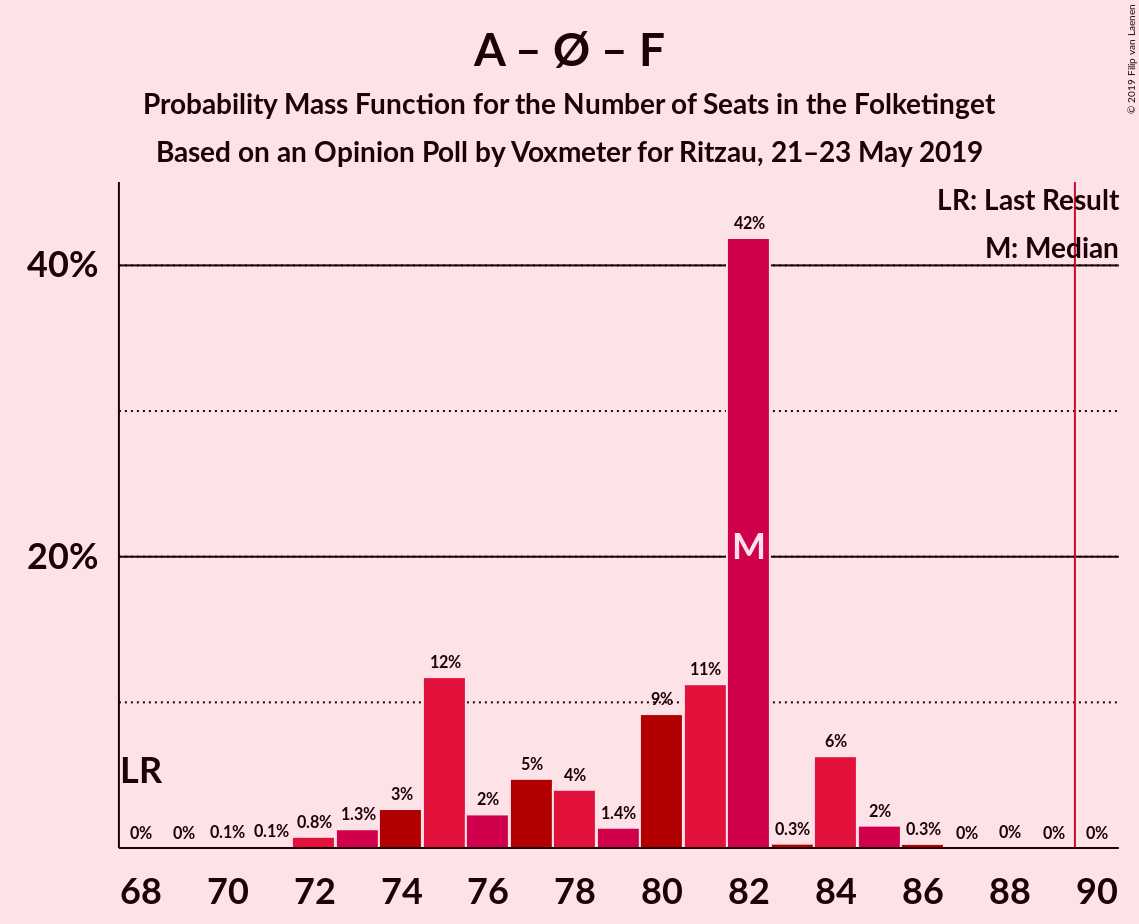 A – Ø – F
Probability Mass Function for the Number of Seats in the Folketinget
Based on an Opinion Poll by Voxmeter for Ritzau, 21–23 May 2019
© 2019 Filip van Laenen
LR: Last Result
M: Median
40%
20%
42%
M
LR
0%
0%
0.1%
0.1%
0.8%
1.3%
3%
12%
2%
5%
4%
1.4%
9%
11%
0.3%
6%
2%
0.3%
0%
0%
0%
0%
68 70 72 74 76 78 80 82 84 86 88 90